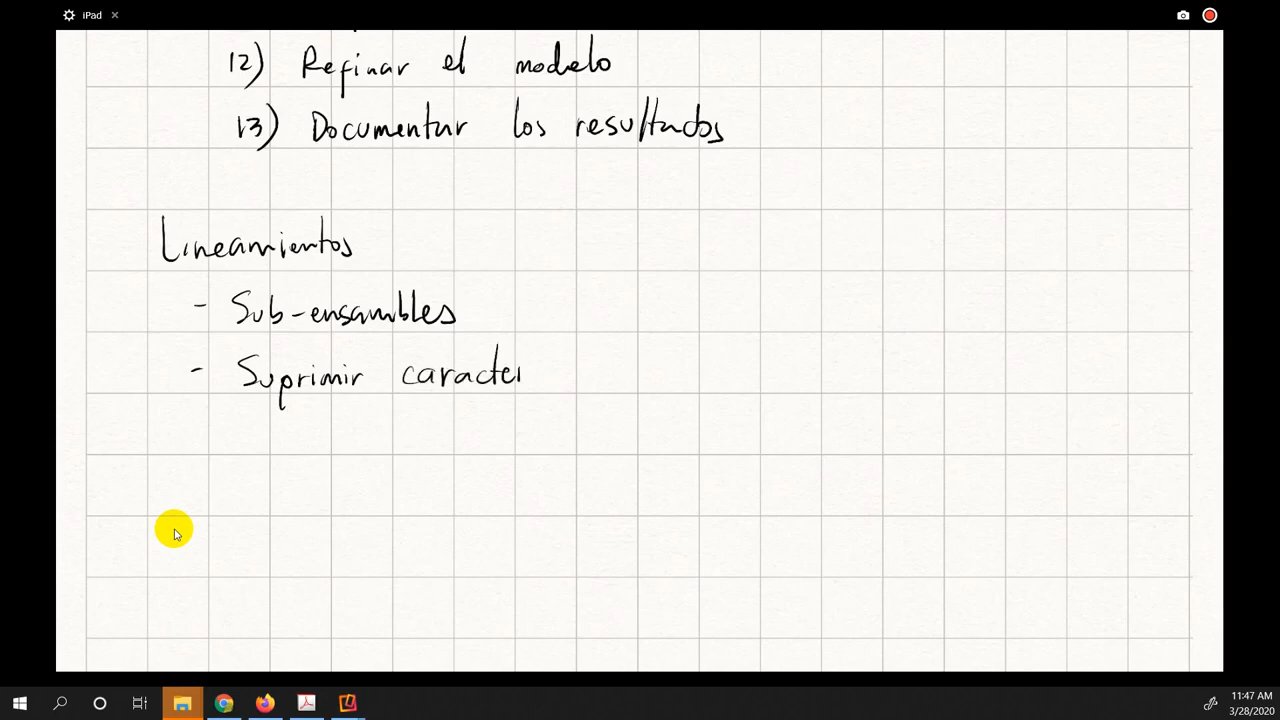 iPad
12) Refinar el modelo
13) Documentar los resultados
Lineamientos
- Sub-ensambles
- Suprimir caracter
11:47 AM
3/28/2020